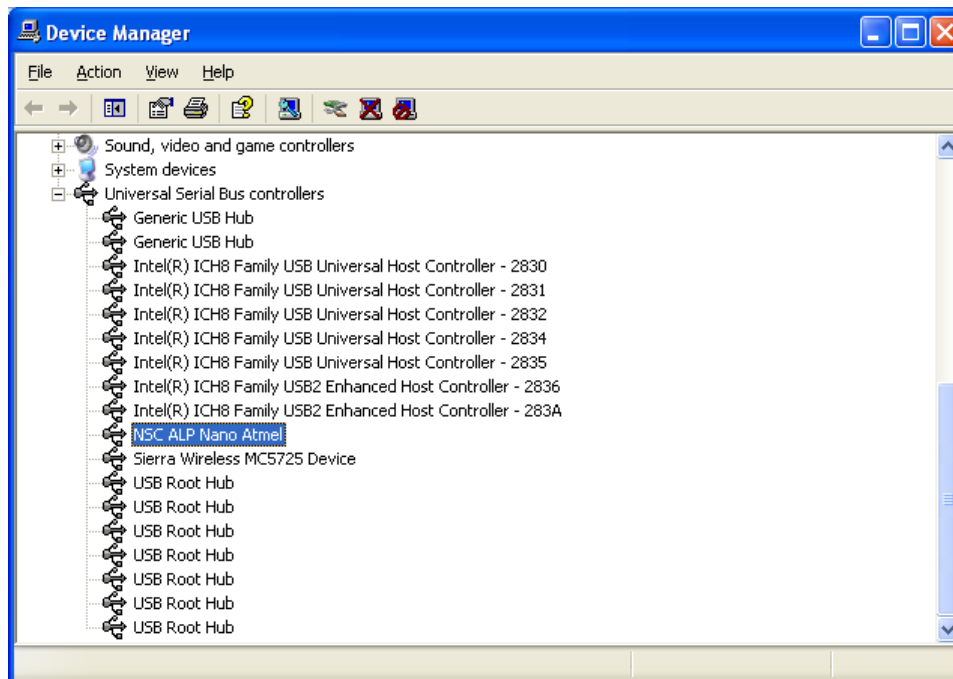 Device Manager
File Action View Help
Sound, video and game controllers
System devices
Universal Serial Bus controllers
Generic USB Hub
Generic USB Hub
Intel(R) ICH8 Family USB Universal Host Controller - 2830
Intel(R) ICH8 Family USB Universal Host Controller - 2831
Intel(R) ICH8 Family USB Universal Host Controller - 2832
Intel(R) ICH8 Family USB Universal Host Controller - 2834
Intel(R) ICH8 Family USB Universal Host Controller - 2835
Intel(R) ICH8 Family USB2 Enhanced Host Controller - 2836
Intel(R) ICH8 Family USB2 Enhanced Host Controller - 283A
NSC ALP Nano Atmel
Sierra Wireless MC5725 Device
USB Root Hub
USB Root Hub
USB Root Hub
USB Root Hub
USB Root Hub
USB Root Hub
USB Root Hub